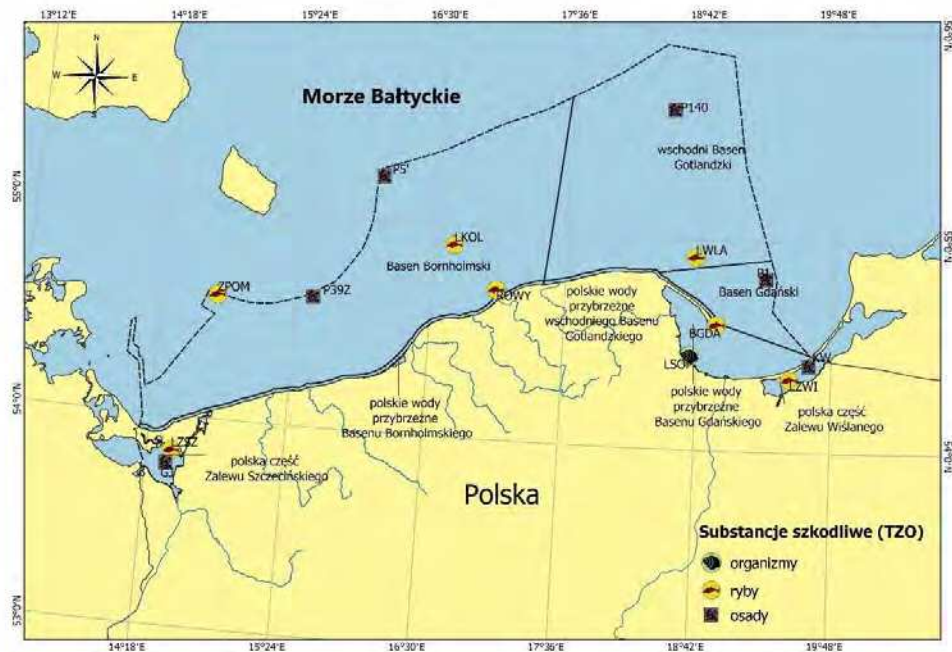 13°12'E 14°18'E 15°24'E 16°30'E 17°36'E 18°42'E 19°48'E
N
W E
S
Morze Bałtyckie
P140
wschodni Basen
Gotlandzki
P5'
55°0'N
55°0'N
LKOL
Basen Bornholmski
LWLA
P1
Basen Gdański
ZPOM
P39Z
ROWY
polskie wody
przybrzeżne
wschodniego Basenu
Gotlandzkiego
BGDA
LSOP
KW
LZWI
54°0'N
54°0'N
polskie wody
przybrzeżne
Basenu Bornholmskiego
polskie wody
przybrzeżne
Basenu Gdańskiego
polska część
Zalewu Wiślanego
LZSZ
polska część
Zalewu Szczecińskiego
Polska
Substancje szkodliwe (TZO)
organizmy
ryby
osady
53°0'N
14°18'E 15°24'E 16°30'E 17°36'E 18°42'E 19°48'E